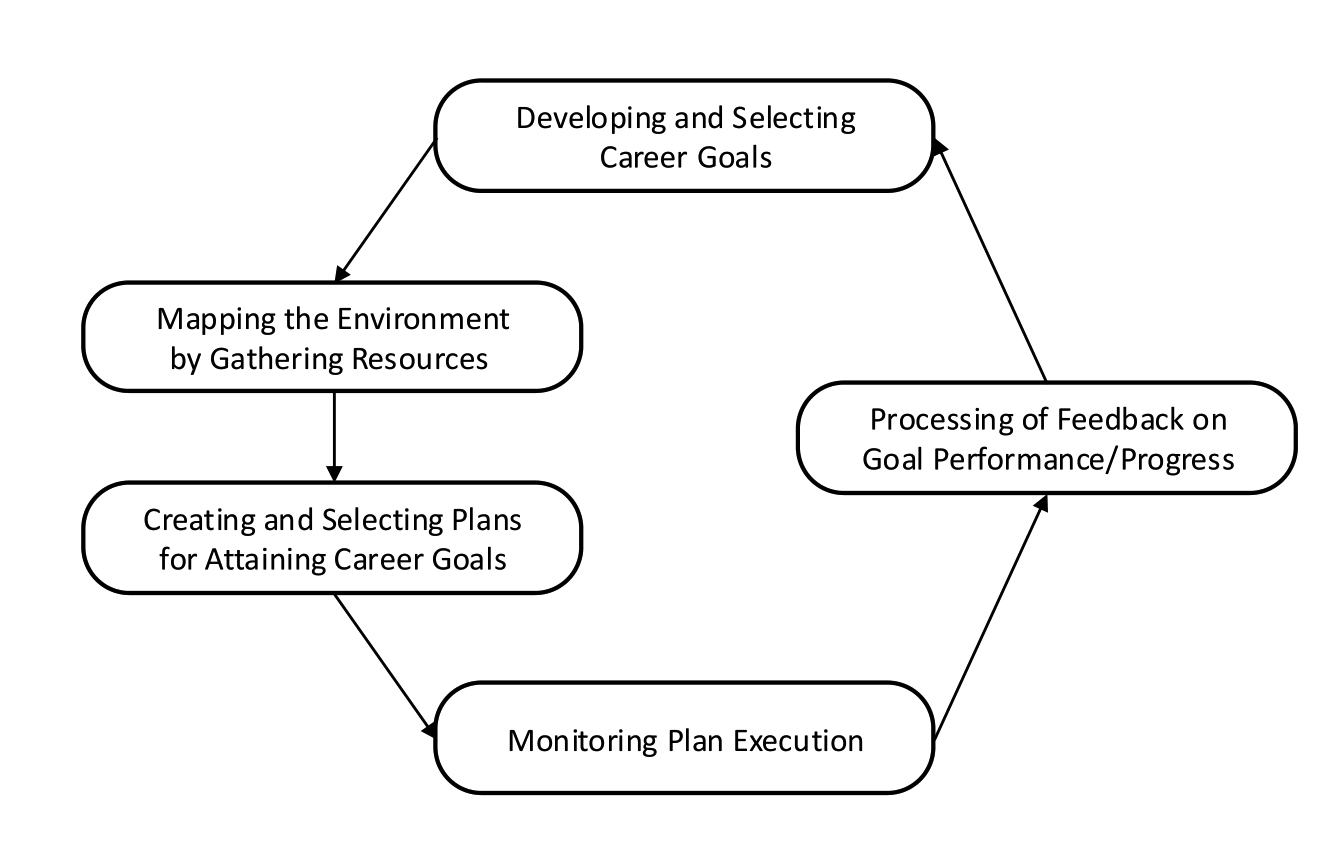 Developing and Selecting
Career Goals
Mapping the Environment
by Gathering Resources
Creating and Selecting Plans
for Attaining Career Goals
Monitoring Plan Execution
Processing of Feedback on
Goal Performance/Progress